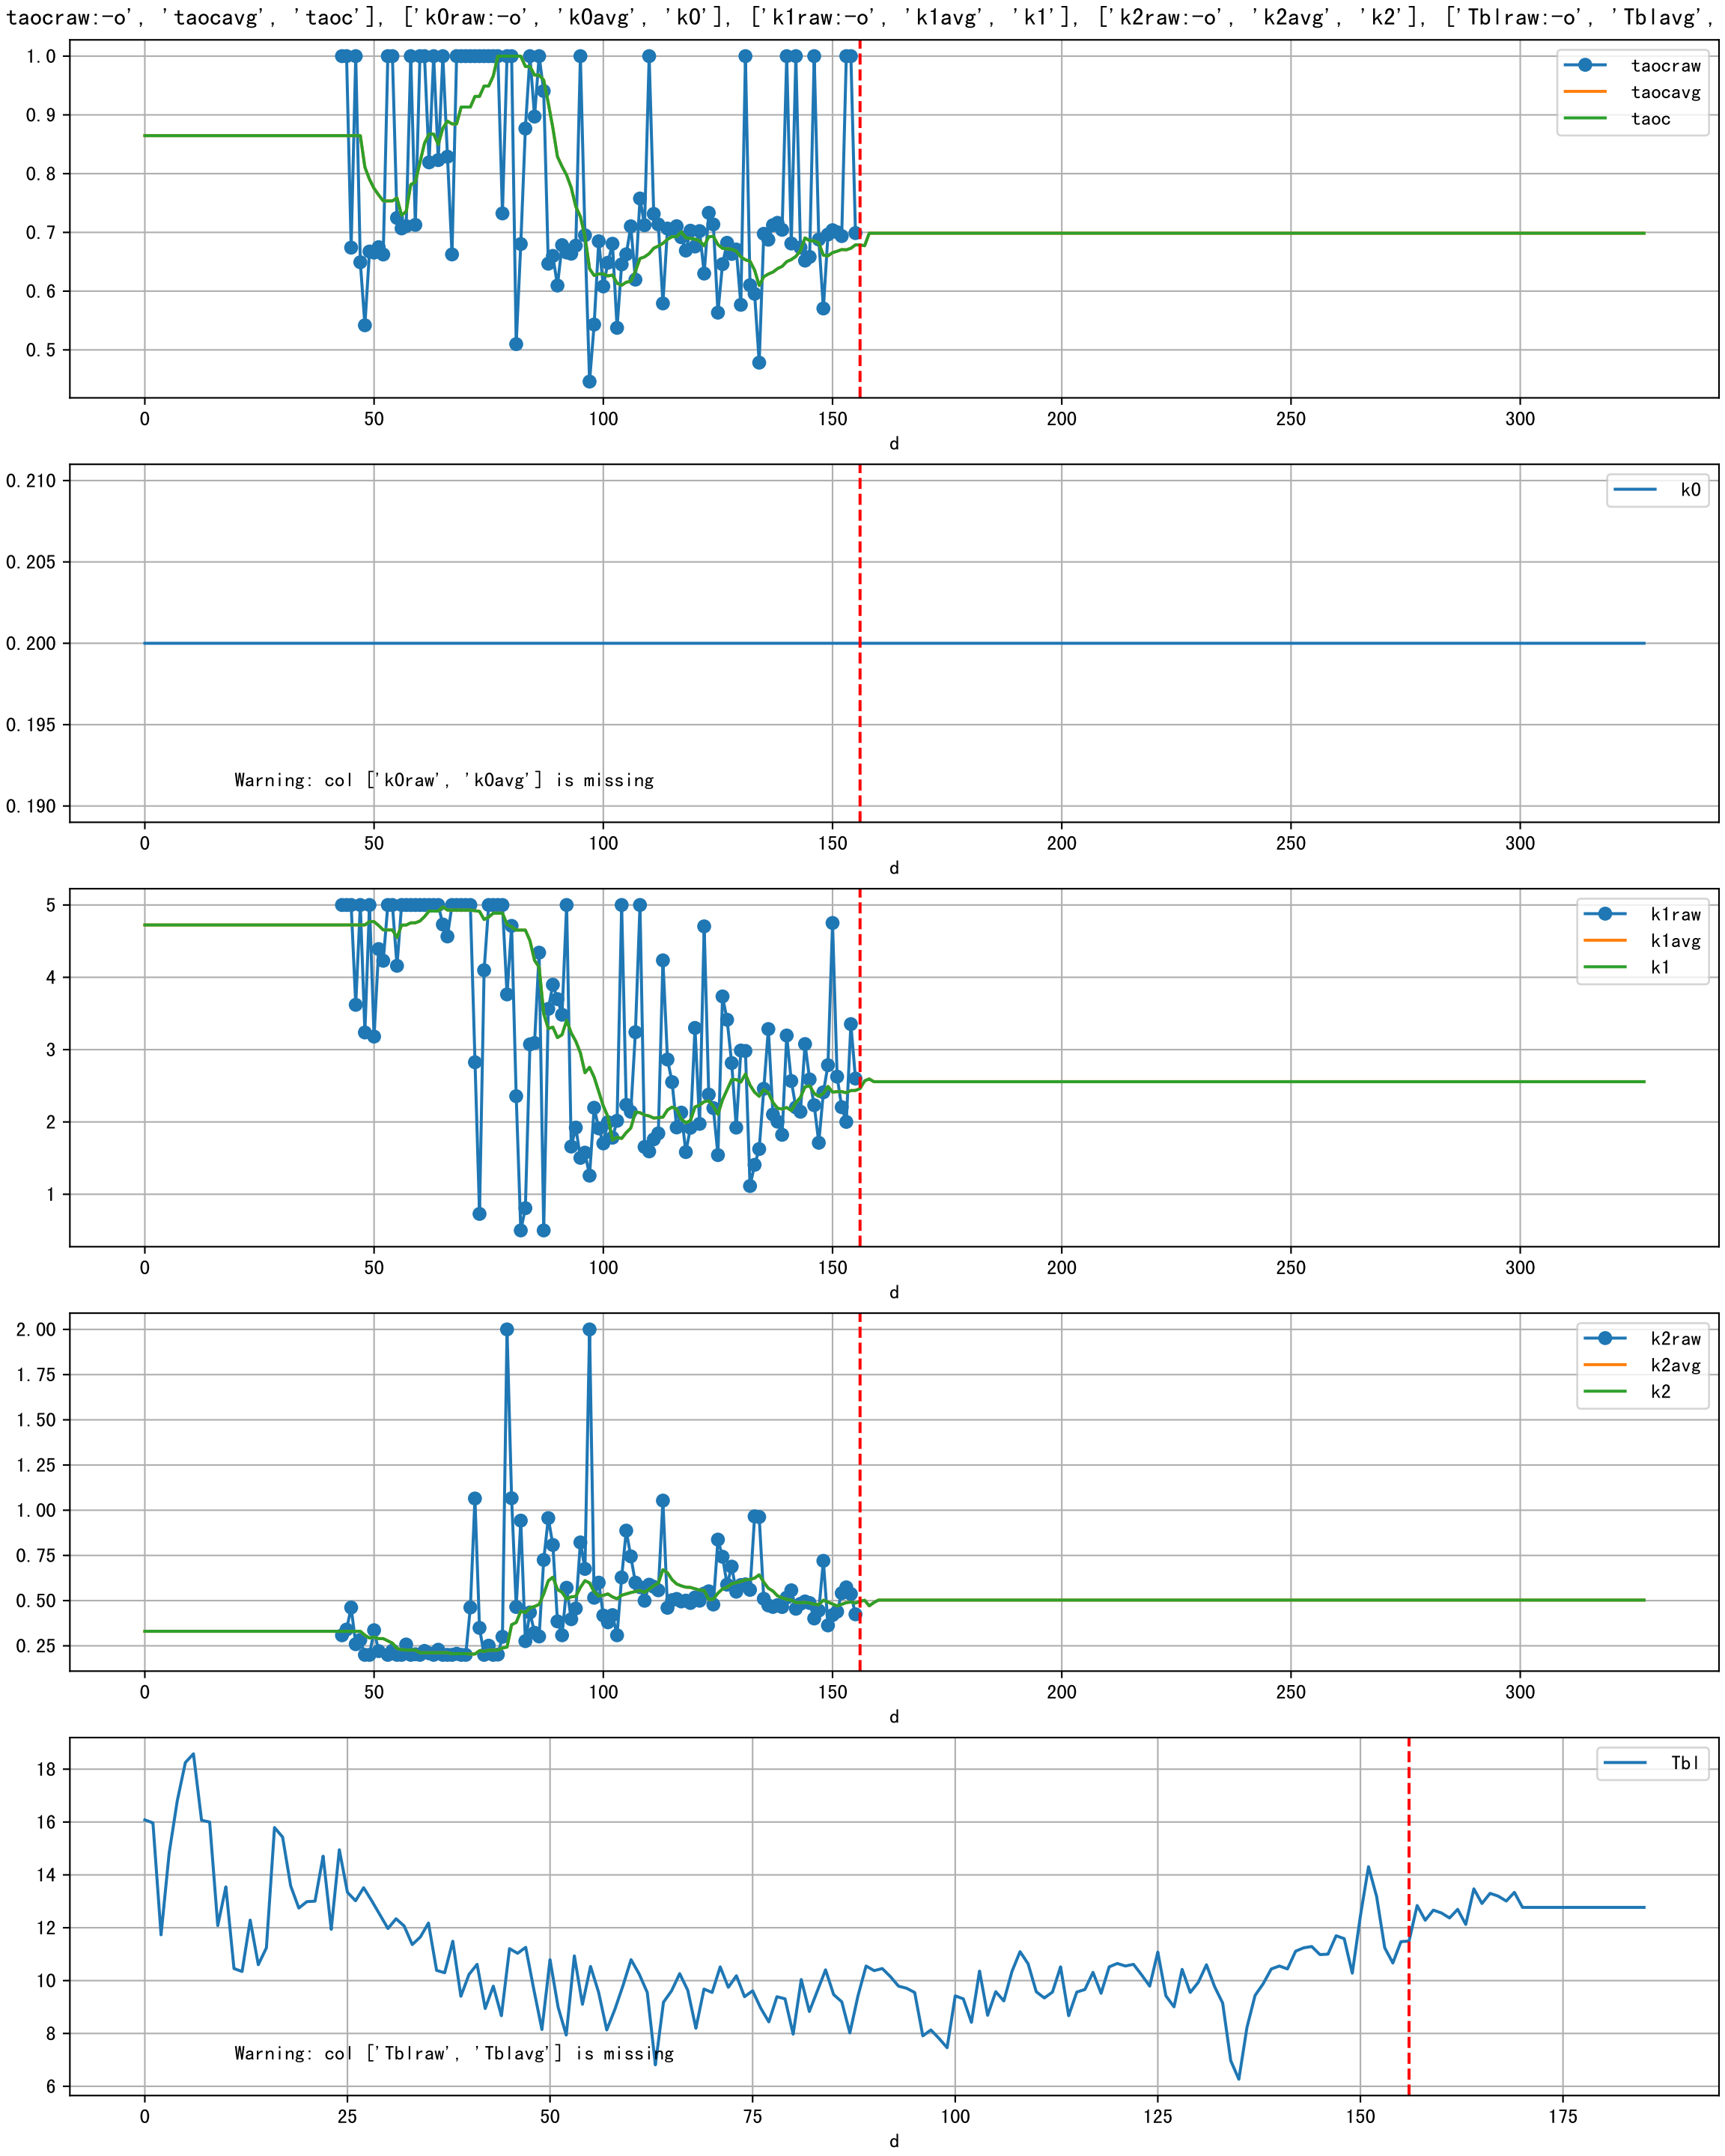 taocraw:-o', 'taocavg', 'taoc'], ['k0raw:-o', 'k0avg', 'k0'], ['k1raw:-o', 'k1avg', 'k1'], ['k2raw:-o', 'k2avg', 'k2'], ['Tblraw:-o', 'Tblavg',
1.0
0.9
0.8
0.7
0.6
0.5
taocraw
taocavg
taoc
0 50 100 150 200 250 300
d
0.210
0.205
0.200
0.195
0.190
k0
Warning: col ['k0raw', 'k0avg'] is missing
0 50 100 150 200 250 300
d
5
4
3
2
1
k1raw
k1avg
k1
0 50 100 150 200 250 300
d
2.00
1.75
1.50
1.25
1.00
0.75
0.50
0.25
k2raw
k2avg
k2
0 50 100 150 200 250 300
d
18
16
14
12
10
8
6
Tbl
Warning: col ['Tblraw', 'Tblavg'] is missing
0 25 50 75 100 125 150 175
d